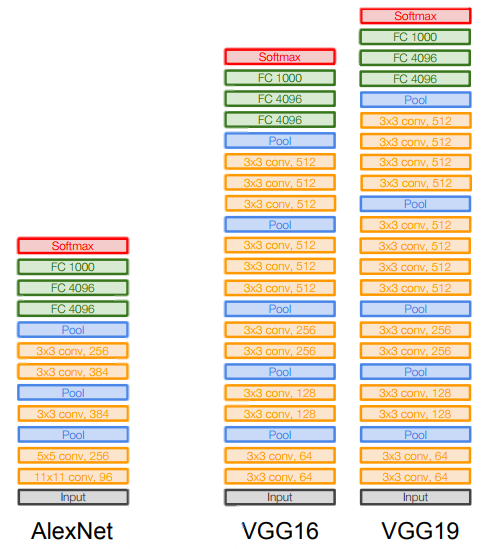 Softmax
FC 1000
FC 4096
FC 4096
Pool
3x3 conv, 256
3x3 conv, 384
Pool
3x3 conv, 384
Pool
5x5 conv, 256
11x11 conv, 96
Input
AlexNet
Softmax
FC 1000
FC 4096
FC 4096
Pool
3x3 conv, 512
3x3 conv, 512
3x3 conv, 512
Pool
3x3 conv, 512
3x3 conv, 512
3x3 conv, 512
Pool
3x3 conv, 256
3x3 conv, 256
Pool
3x3 conv, 128
3x3 conv, 128
Pool
3x3 conv, 64
3x3 conv, 64
Input
VGG16
Softmax
FC 1000
FC 4096
FC 4096
Pool
3x3 conv, 512
3x3 conv, 512
3x3 conv, 512
3x3 conv, 512
Pool
3x3 conv, 512
3x3 conv, 512
3x3 conv, 512
3x3 conv, 512
Pool
3x3 conv, 256
3x3 conv, 256
Pool
3x3 conv, 128
3x3 conv, 128
Pool
3x3 conv, 64
3x3 conv, 64
Input
VGG19